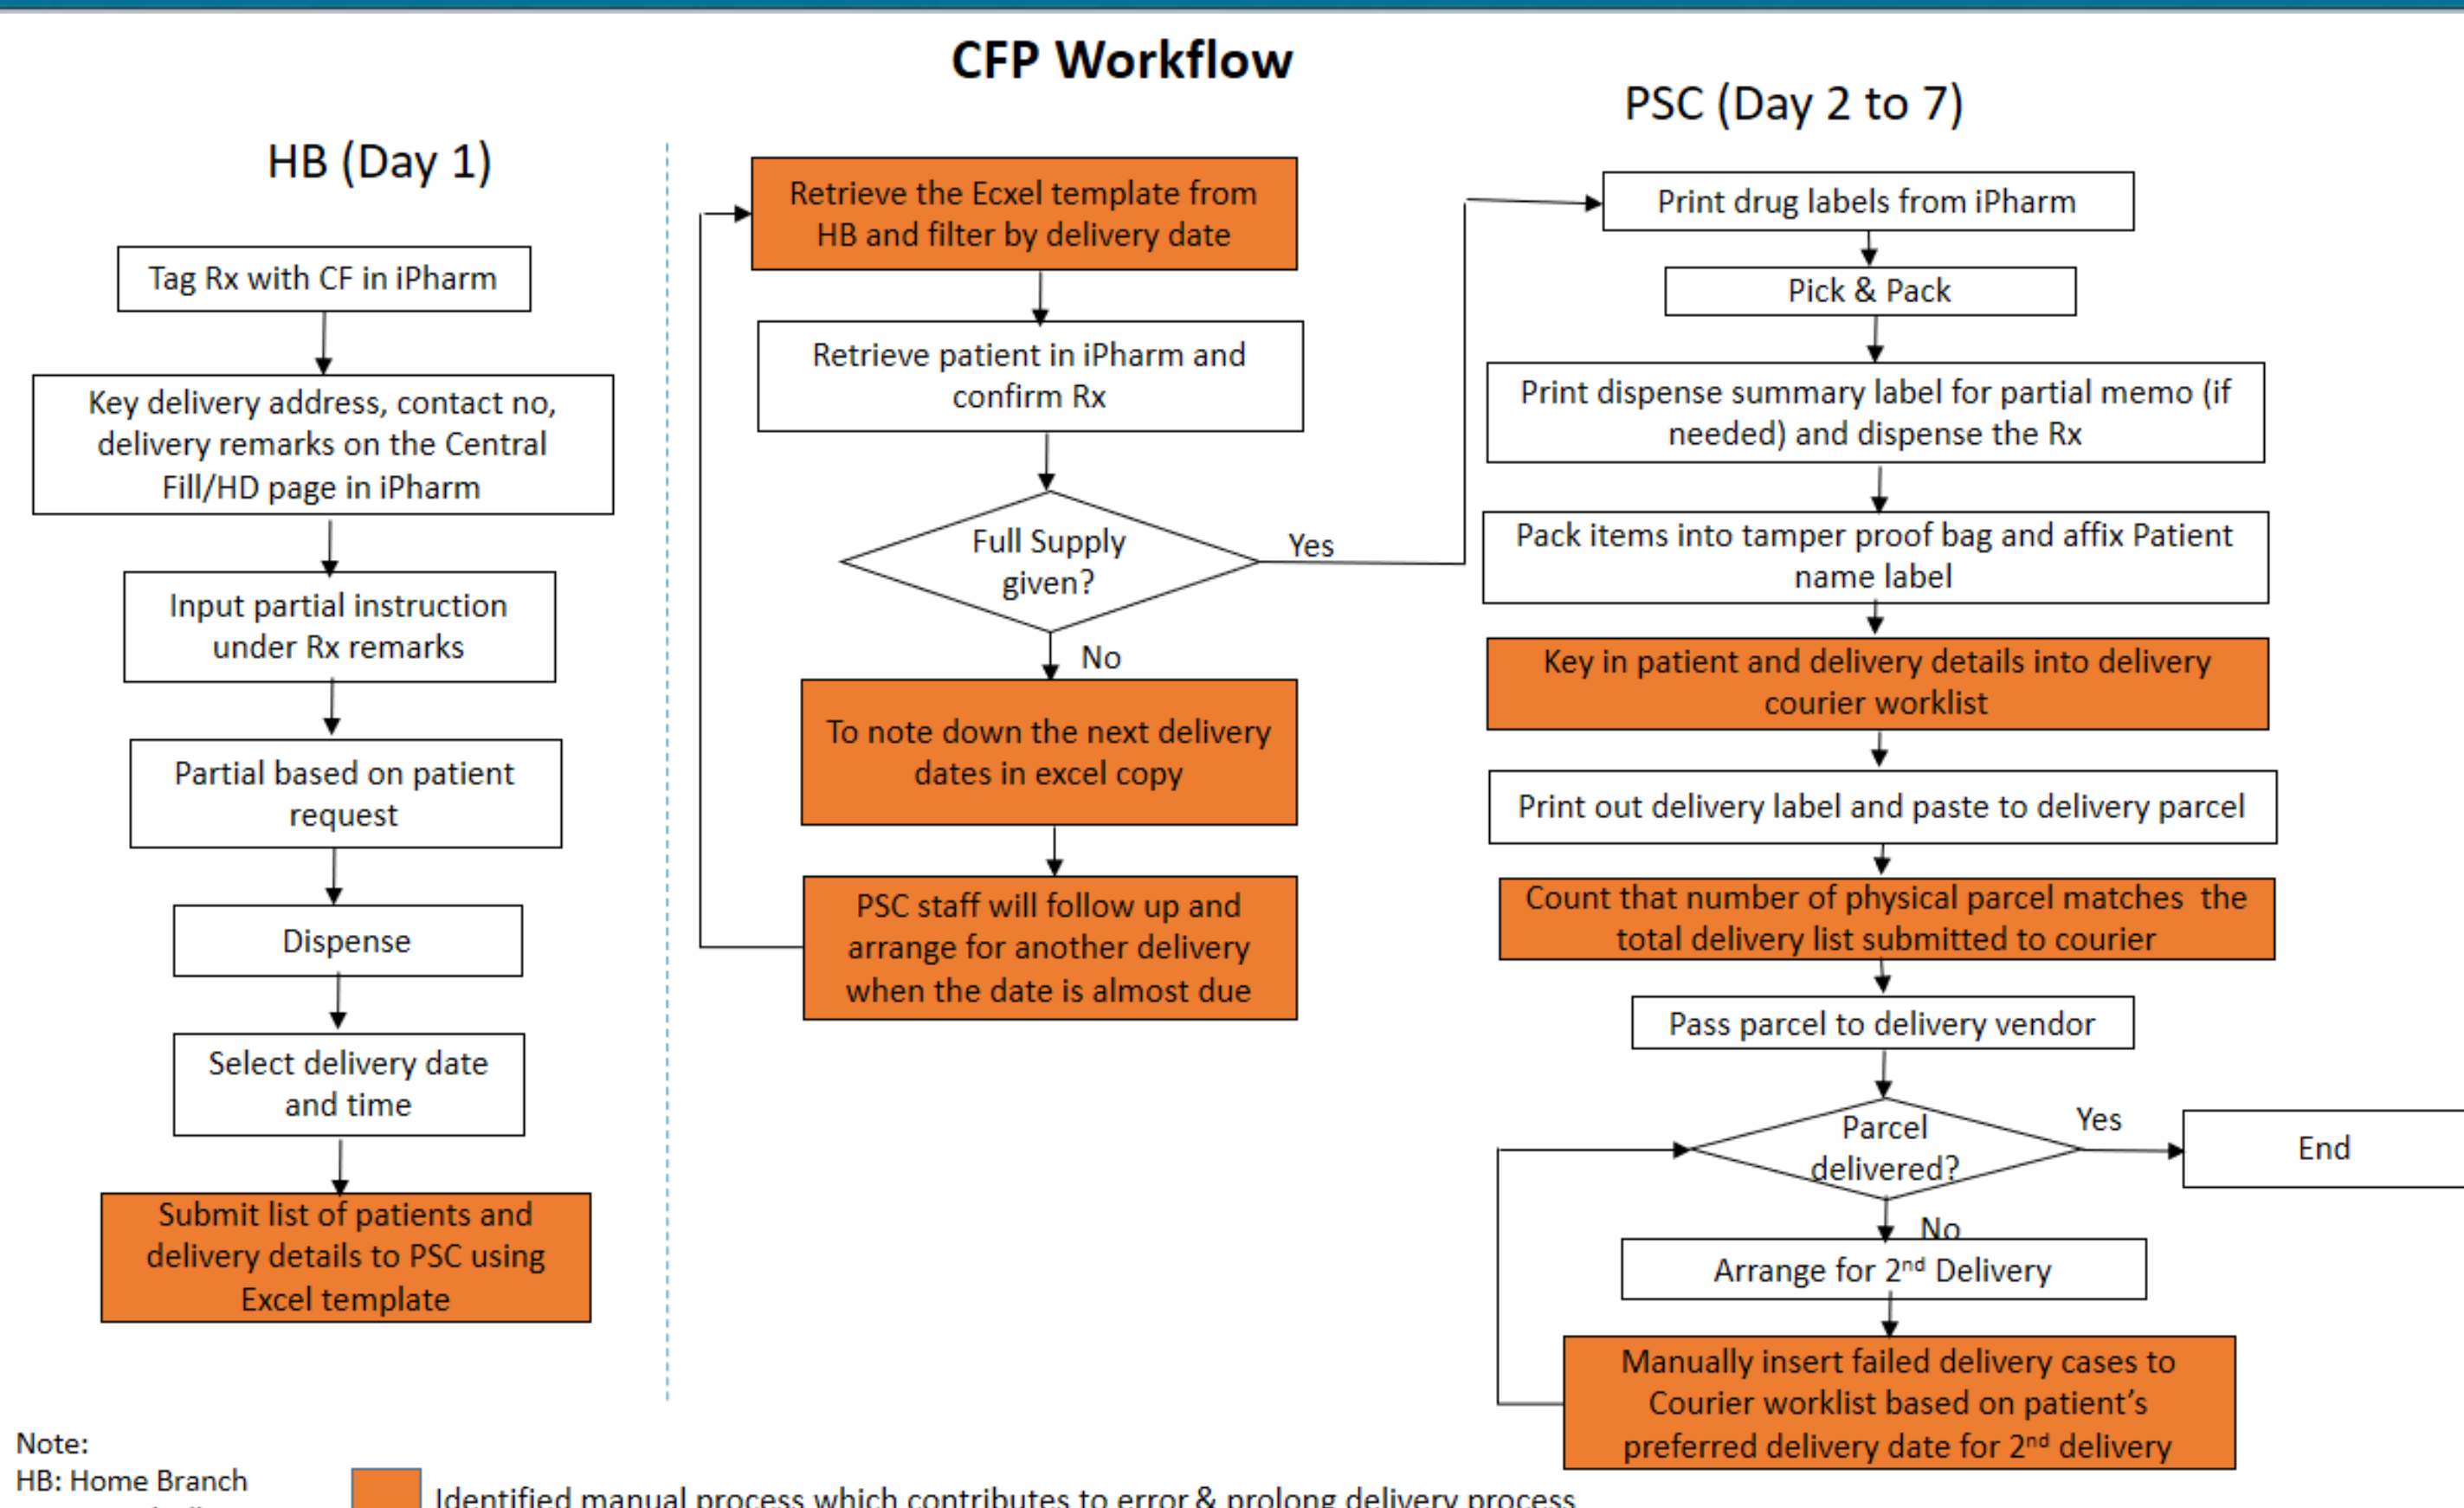 CFP Workflow
HB (Day 1)
Tag Rx with CF in iPharm
Key delivery address, contact no,
delivery remarks on the Central
Fill/HD page in iPharm
Input partial instruction
under Rx remarks
Partial based on patient
request
Dispense
Select delivery date
and time
Submit list of patients and
delivery details to PSC using
Excel template
Retrieve the Ecxel template from
HB and filter by delivery date
Retrieve patient in iPharm and
confirm Rx
Full Supply
given?
Yes
No
To note down the next delivery
dates in excel copy
PSC staff will follow up and
arrange for another delivery
when the date is almost due
PSC (Day 2 to 7)
Print drug labels from iPharm
Pick & Pack
Print dispense summary label for partial memo (if
needed) and dispense the Rx
Pack items into tamper proof bag and affix Patient
name label
Key in patient and delivery details into delivery
courier worklist
Print out delivery label and paste to delivery parcel
Count that number of physical parcel matches  the
total delivery list submitted to courier
Pass parcel to delivery vendor
Parcel
delivered?
Yes
End
No
Arrange for 2nd Delivery
Manually insert failed delivery cases to
Courier worklist based on patient’s
preferred delivery date for 2nd delivery
Note:
HB: Home Branch
Identified manual process which contributes to error & prolong delivery process